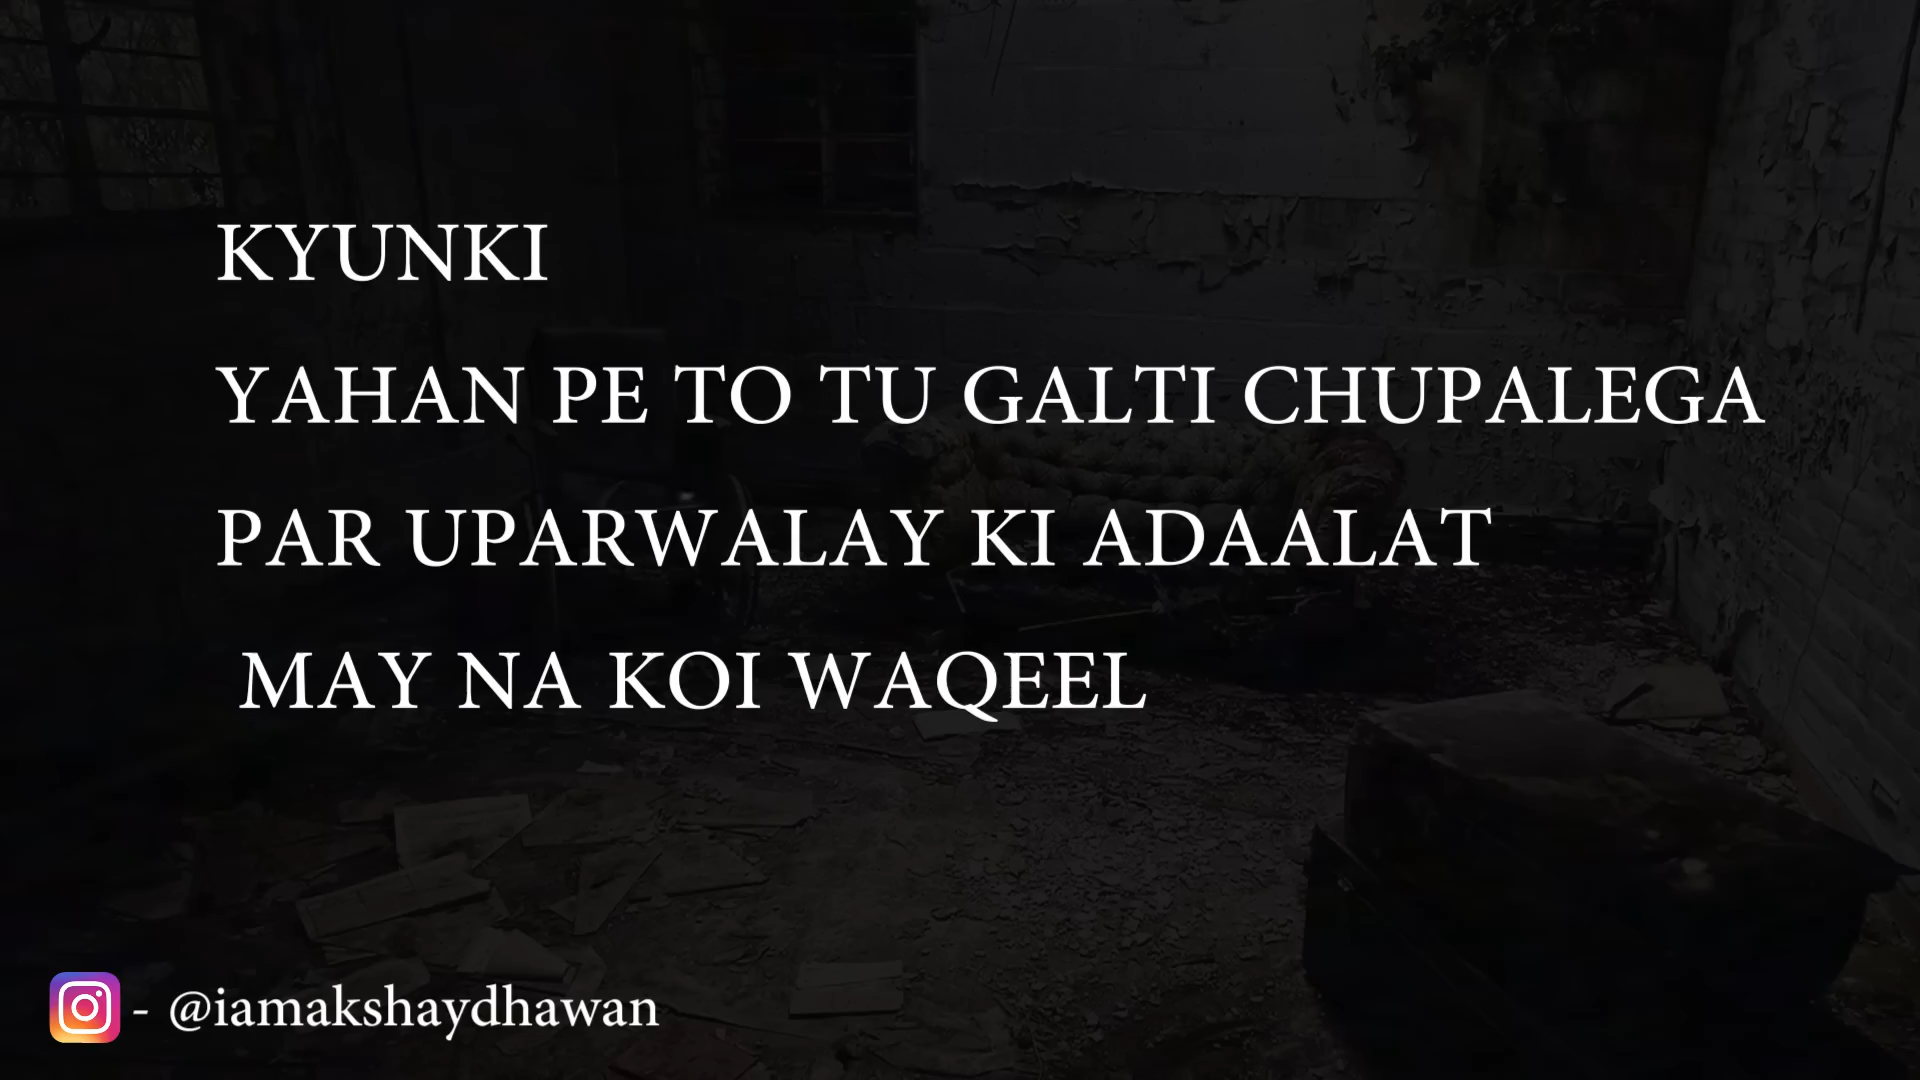 KYUNKI
YAHAN PE TO TU GALTI CHUPALEGA
PAR UPARWALAY KI ADAALAT
MAY NA KOI WAQEEL
- @iamakshaydhawan